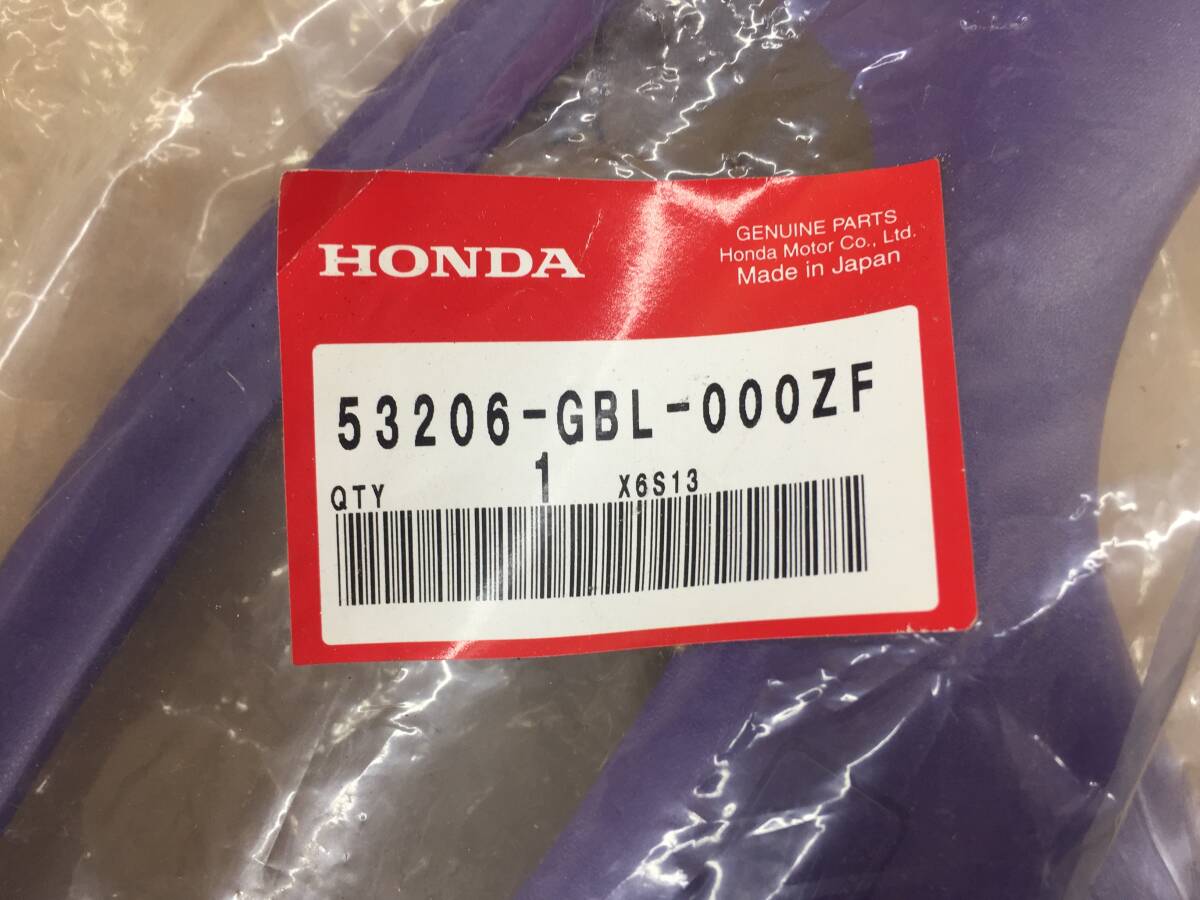 HONDA
GENUINE PARTS
Honda Motor Co., Ltd.
Made in Japan
53206-GBL-000ZF
QTY 1 X6S13